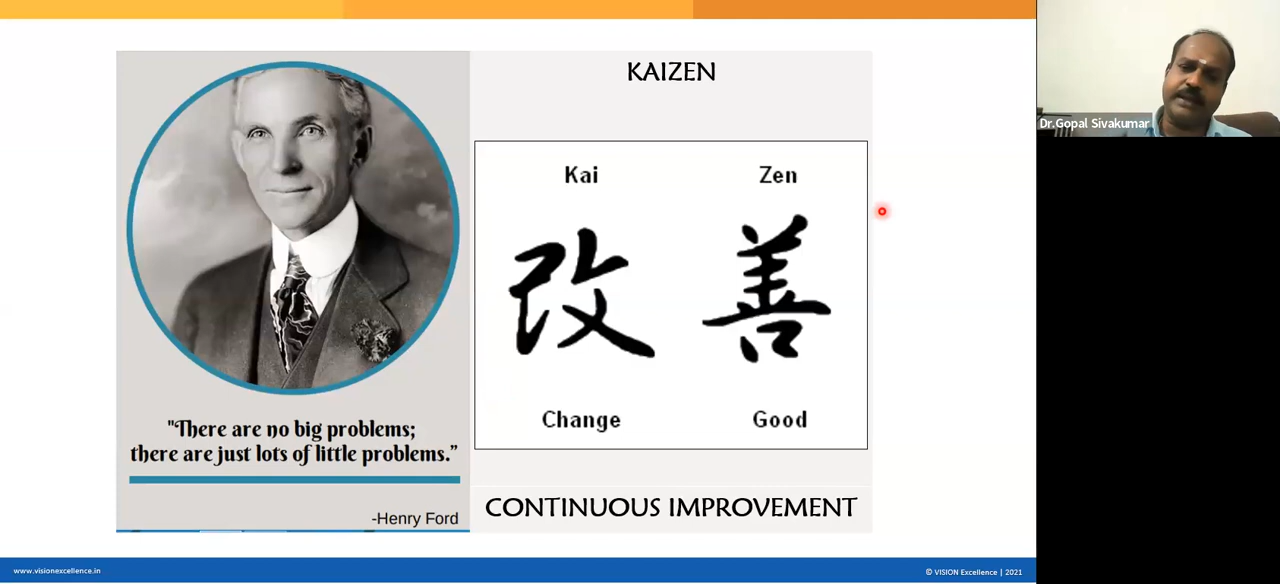 "There are no big problems;
there are just lots of little problems.”
-Henry Ford
KAIZEN
Kai Zen
改 善
Change Good
CONTINUOUS IMPROVEMENT
Dr.Gopal Sivakumar
www.visionexcellence.in
© VISION Excellence | 2021